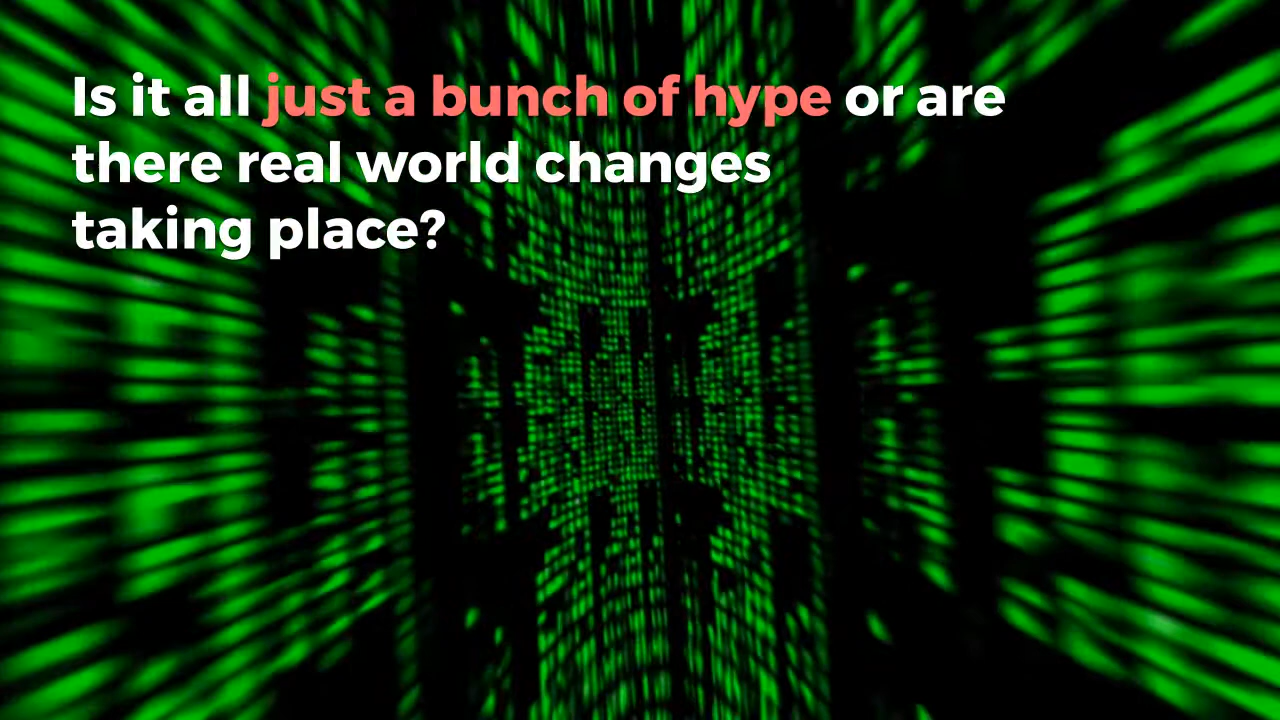 Is it all just a bunch of hype or are
there real world changes
taking place?